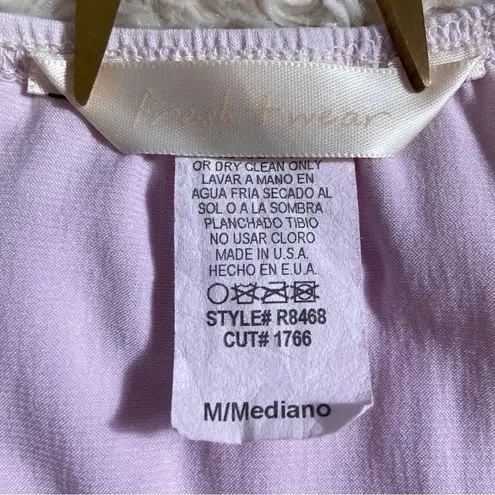 fresh t wear
OR DRY CLEAN ONLY
LAVAR A MANO EN
AGUA FRIA SECADO AL
SOL O A LA SOMBRA
PLANCHADO TIBIO
NO USAR CLORO
MADE IN U.S.A.
HECHO EN E.U.A.
STYLE# R8468
CUT# 1766
M/Mediano